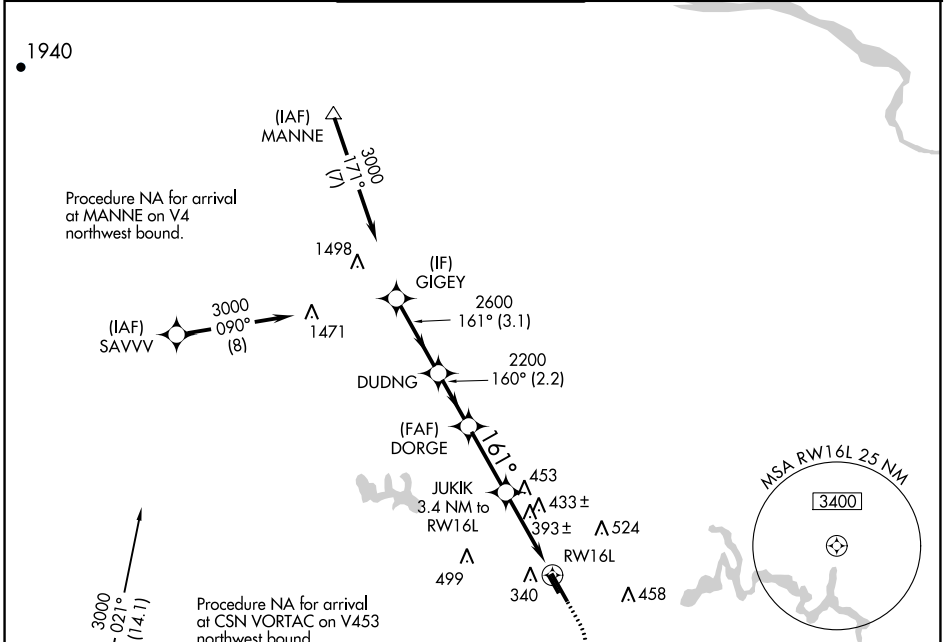 1940
(IAF)
MANNE
3000
171°
(7)
Procedure NA for arrival
at MANNE on V4
northwest bound.
1498
(IF)
GIGEY
2600
161° (3.1)
3000
090°
(8)
(IAF)
SAVVV
1471
2200
160° (2.2)
DUDNG
(FAF)
DORGE
161°
MSA RW16L 25 NM
3400
JUKIK
3.4 NM to
RW16L
453
433±
393±
524
RW16L
499
340
458
3000
021°
(14.1)
Procedure NA for arrival
at CSN VORTAC on V453
northwest bound